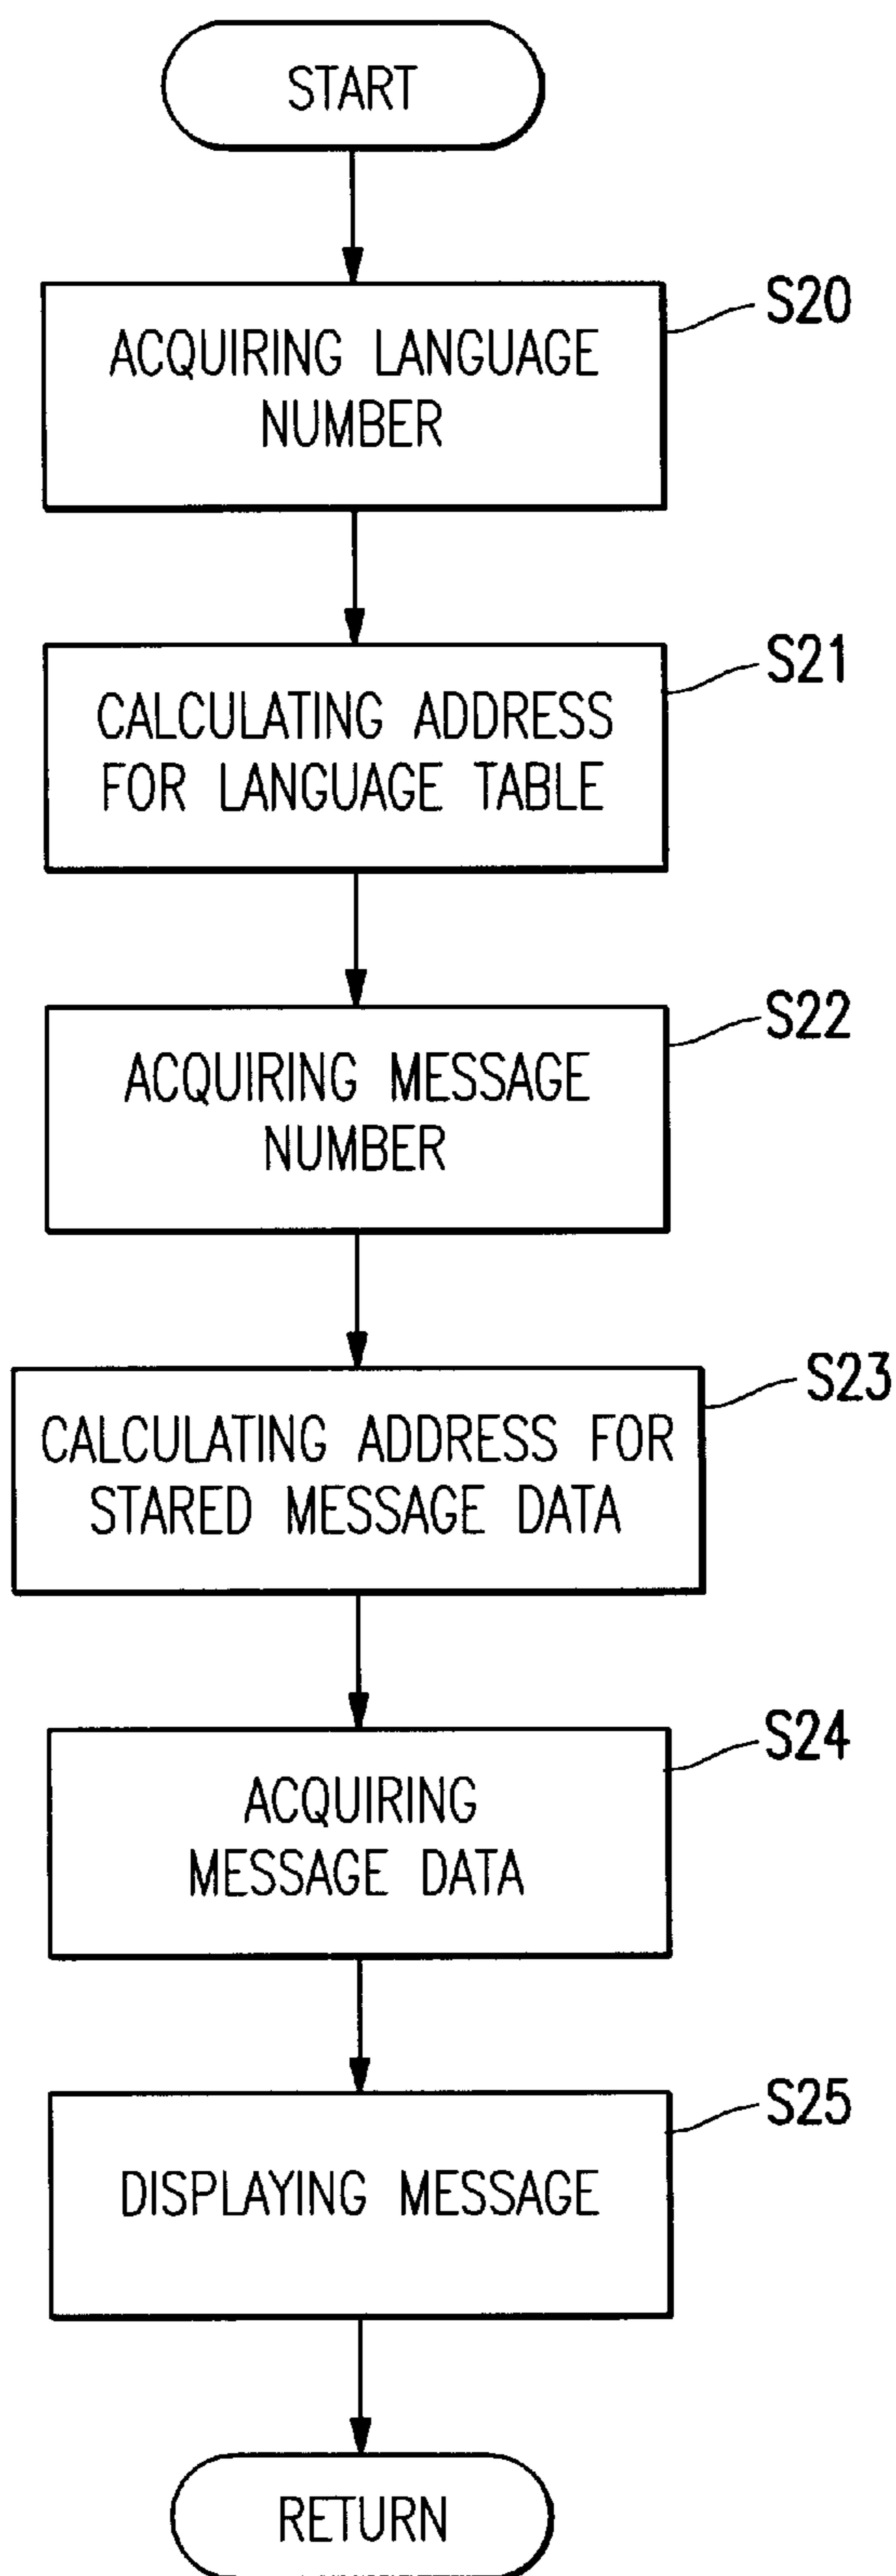 START
S20
ACQUIRING LANGUAGE
NUMBER
S21
CALCULATING ADDRESS
FOR LANGUAGE TABLE
S22
ACQUIRING MESSAGE
NUMBER
S23
CALCULATING ADDRESS FOR
STARED MESSAGE DATA
S24
ACQUIRING
MESSAGE DATA
S25
DISPLAYING MESSAGE
RETURN